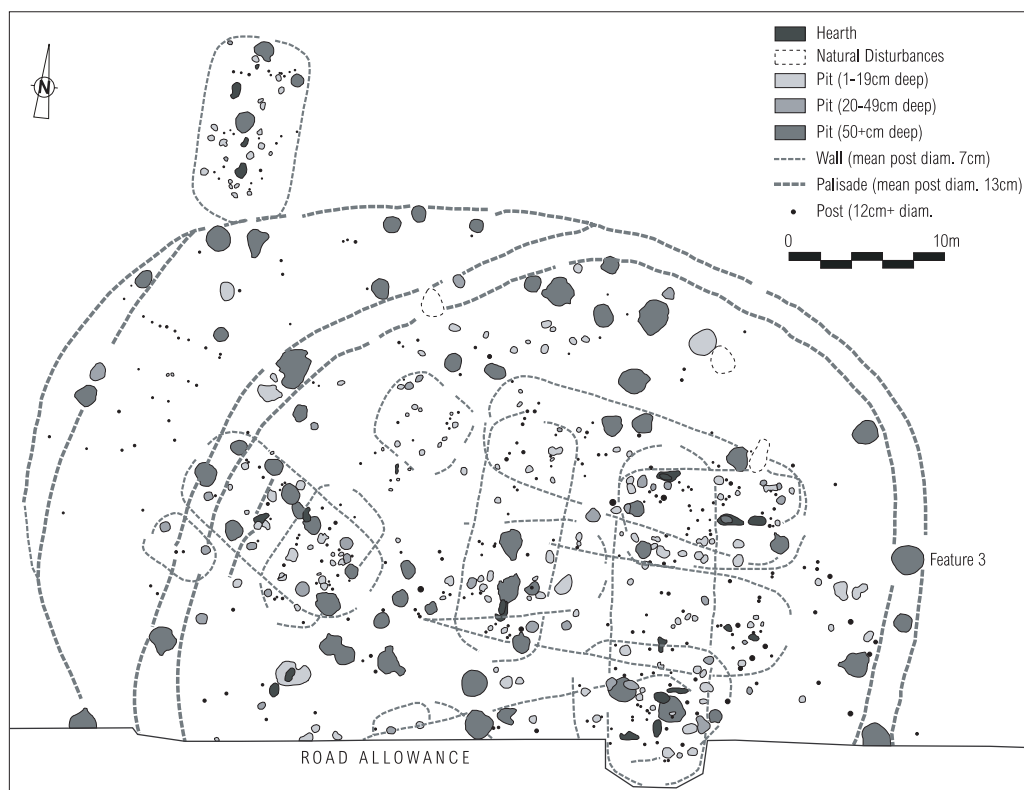 N
Hearth
Natural Disturbances
Pit (1-19cm deep)
Pit (20-49cm deep)
Pit (50+cm deep)
Wall (mean post diam. 7cm)
Palisade (mean post diam. 13cm)
Post (12cm+ diam.
0 10m
Feature 3
ROAD ALLOWANCE